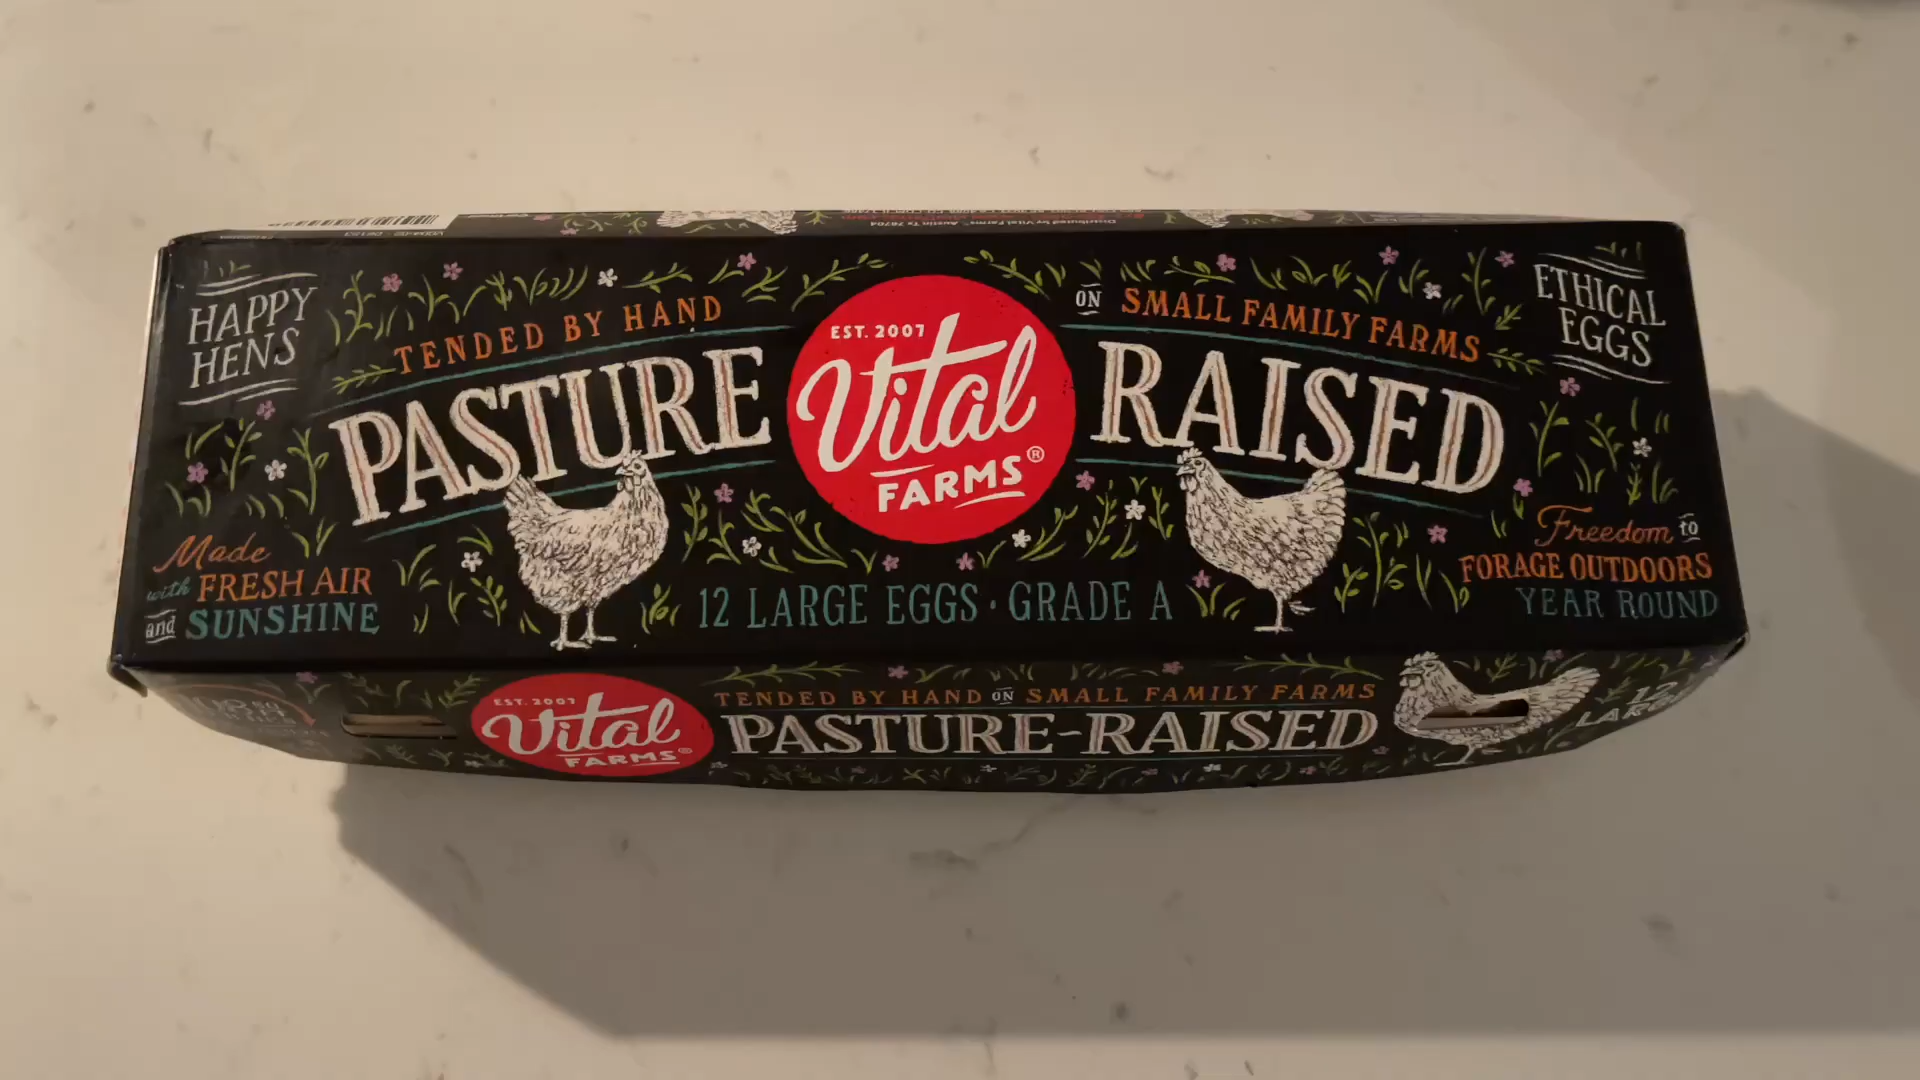 HAPPY
HENS
TENDED BY HAND
PASTURE
EST. 2007
Vital
FARMS®
ON SMALL FAMILY FARMS
RAISED
ETHICAL
EGGS
Made
with FRESH AIR
and SUNSHINE
12 LARGE EGGS · GRADE A
Freedom to
FORAGE OUTDOORS
YEAR ROUND
EST. 2007
Vital
FARMS®
TENDED BY HAND ON SMALL FAMILY FARMS
PASTURE-RAISED
12
LARGE